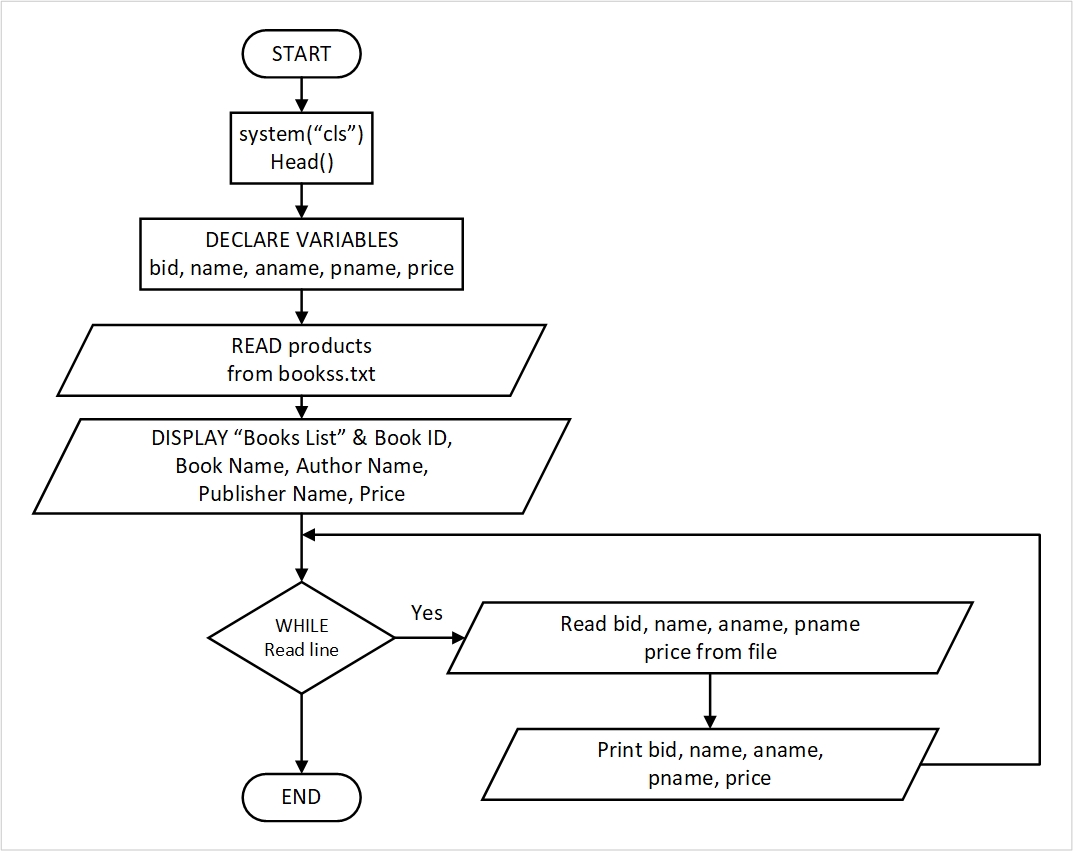 START
system(“cls”)
Head()
DECLARE VARIABLES
bid, name, aname, pname, price
READ products
from bookss.txt
DISPLAY “Books List” & Book ID,
Book Name, Author Name,
Publisher Name, Price
WHILE
Read line
Yes
Read bid, name, aname, pname
price from file
Print bid, name, aname,
pname, price
END